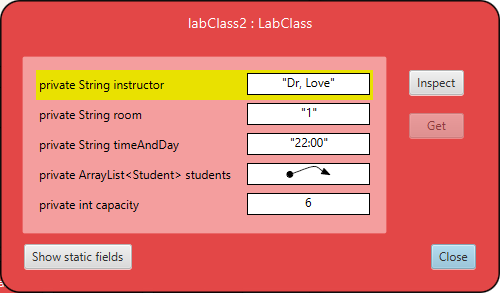 labClass2 : LabClass
private String instructor "Dr, Love" Inspect
private String room "1"
Get
private String timeAndDay "22:00"
private ArrayList<Student> students
private int capacity 6
Show static fields Close